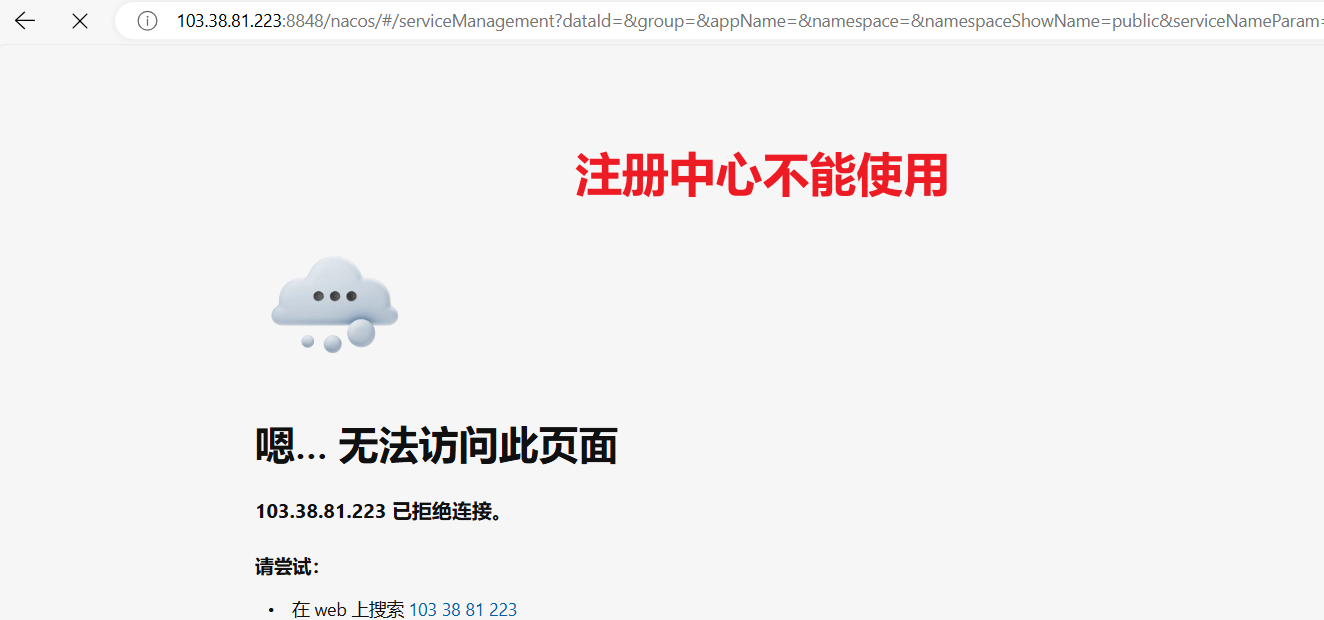 103.38.81.223:8848/nacos/#/serviceManagement?dataId=&group=&appName=&namespace=&namespaceShowName=public&serviceNameParam=
注册中心不能使用
嗯... 无法访问此页面
103.38.81.223 已拒绝连接。
请尝试：
• 在 web 上搜索 103 38 81 223